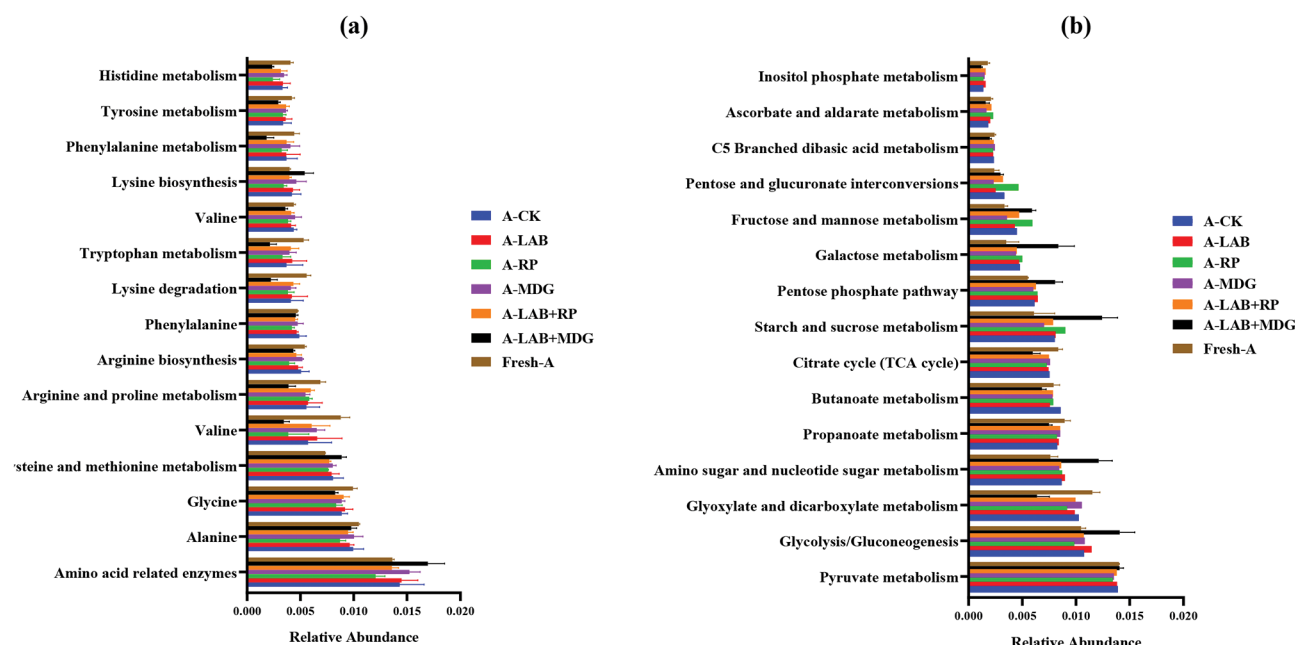 (a)
Histidine metabolism
Tyrosine metabolism
Phenylalanine metabolism
Lysine biosynthesis
Valine
Tryptophan metabolism
Lysine degradation
Phenylalanine
Arginine biosynthesis
Arginine and proline metabolism
Valine
ysteine and methionine metabolism
Glycine
Alanine
Amino acid related enzymes
0.000 0.005 0.010 0.015 0.020
Relative Abundance
A-CK
A-LAB
A-RP
A-MDG
A-LAB+RP
A-LAB+MDG
Fresh-A
(b)
Inositol phosphate metabolism
Ascorbate and aldarate metabolism
C5 Branched dibasic acid metabolism
Pentose and glucuronate interconversions
Fructose and mannose metabolism
Galactose metabolism
Pentose phosphate pathway
Starch and sucrose metabolism
Citrate cycle (TCA cycle)
Butanoate metabolism
Propanoate metabolism
Amino sugar and nucleotide sugar metabolism
Glyoxylate and dicarboxylate metabolism
Glycolysis/Gluconeogenesis
Pyruvate metabolism
0.000 0.005 0.010 0.015 0.020
Relative Abundance
A-CK
A-LAB
A-RP
A-MDG
A-LAB+RP
A-LAB+MDG
Fresh-A